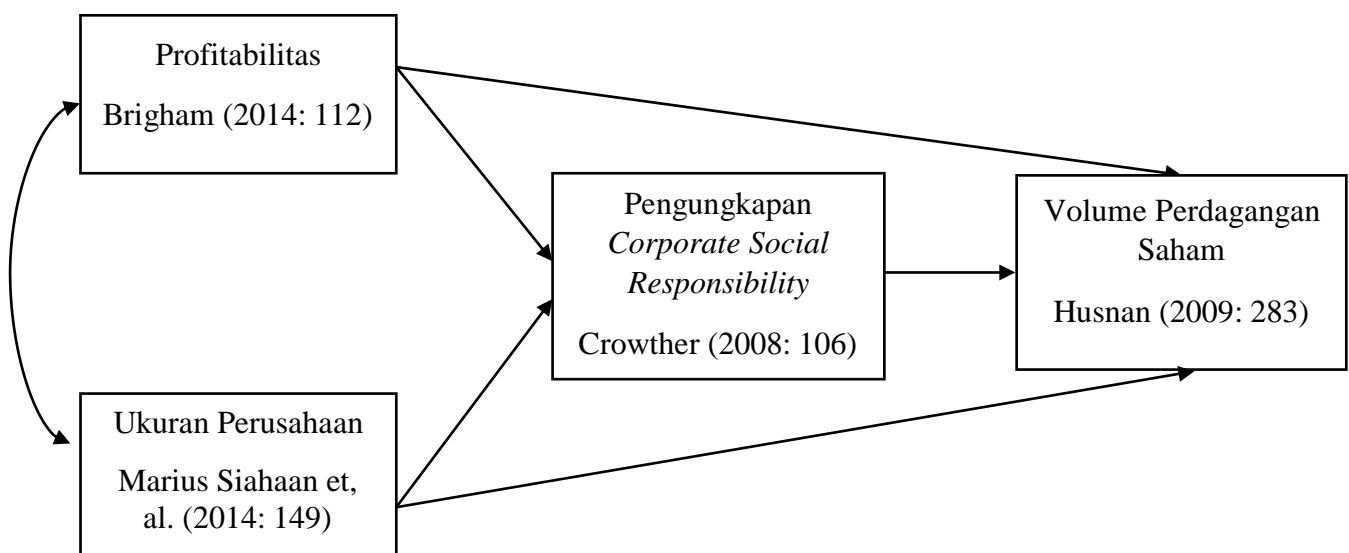 Profitabilitas
Brigham (2014: 112)
Pengungkapan
Corporate Social
Responsibility
Crowther (2008: 106)
Volume Perdagangan
Saham
Husnan (2009: 283)
Ukuran Perusahaan
Marius Siahaan et,
al. (2014: 149)